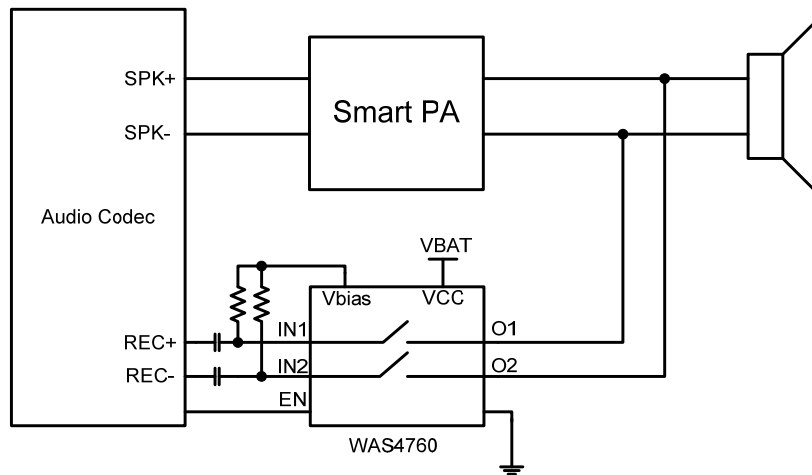 SPK+
SPK-
Smart PA
Audio Codec
VBAT
Vbias
VCC
REC+
IN1
O1
REC-
IN2
O2
EN
WAS4760